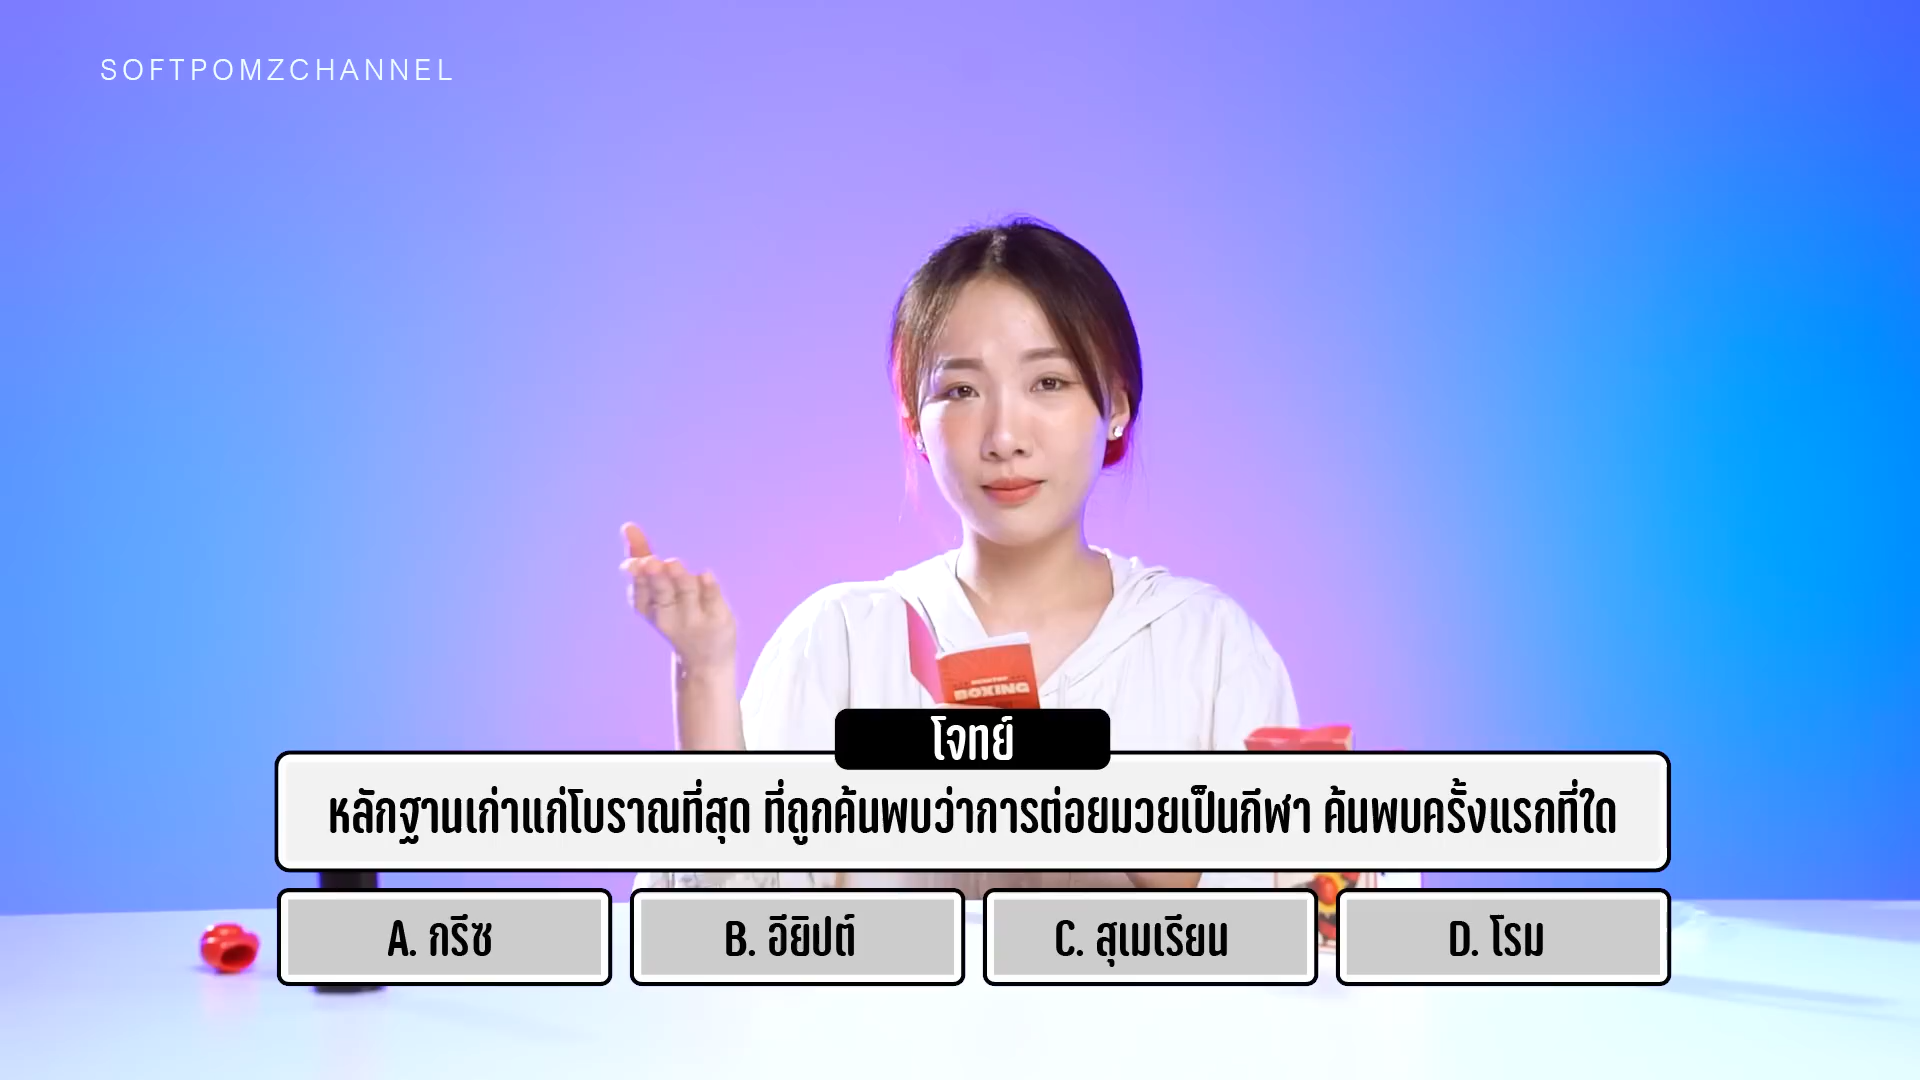 SOFTPOMZCHANNEL
BOXING
โจทย์
หลักฐานเก่าแก่โบราณที่สุด ที่ถูกค้นพบว่าการต่อยมวยเป็นกีฬา ค้นพบครั้งแรกที่ใด
A. กรีซ
B. อียิปต์
C. สุเมเรียน
D. โรม